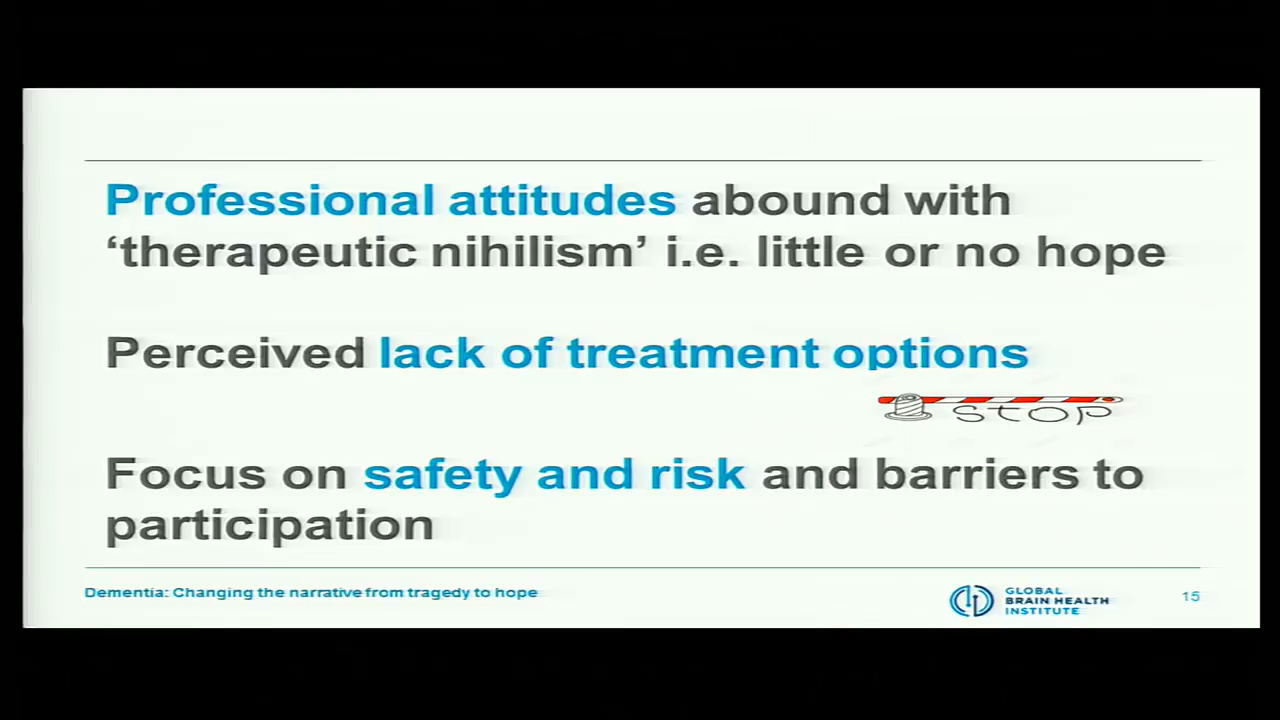 Professional attitudes abound with
‘therapeutic nihilism’ i.e. little or no hope
Perceived lack of treatment options
STOP
Focus on safety and risk and barriers to
participation
Dementia: Changing the narrative from tragedy to hope
GLOBAL
BRAIN HEALTH
INSTITUTE
15